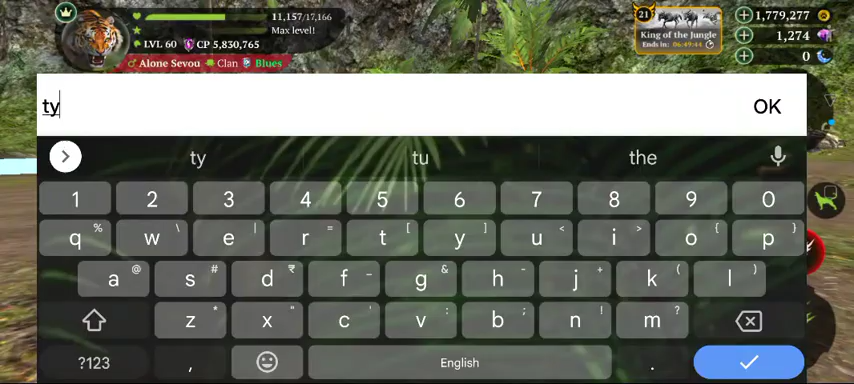 21
11,157/17,166
Max level!
LVL 60 CP 5,830,765
Alone Sevou Clan Blues
King of the Jungle
Ends in: 06:49:44
1,779,277
1,274
0
ty
OK
ty tu the
1 2 3 4 5 6 7 8 9 0
q % w \ e | r = t [ y ] u < i > o { p }
a @ s # d ₹ f _ g & h - j + k ( l )
z * x " c ' v : b ; n ! m ?
?123 , English .